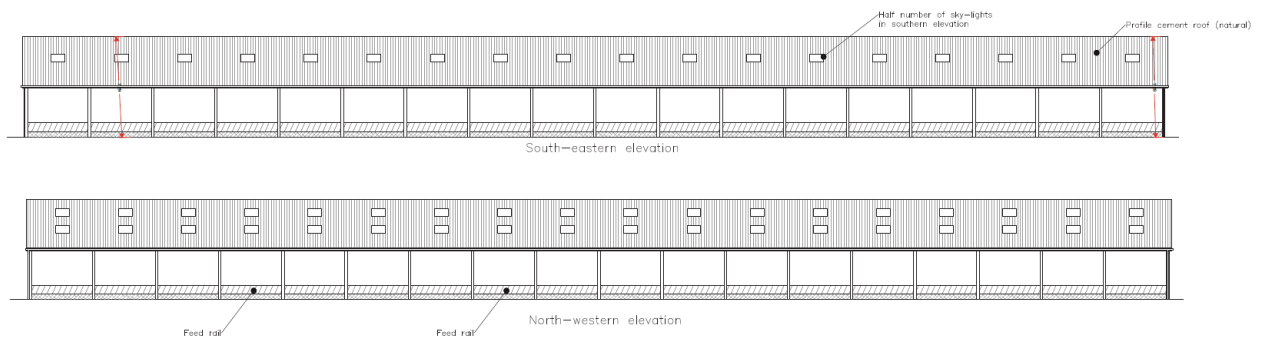 Half number of sky-lights
in southern elevation
Profile cement roof (natural)
South-eastern elevation
North-western elevation
Feed rail
Feed rail